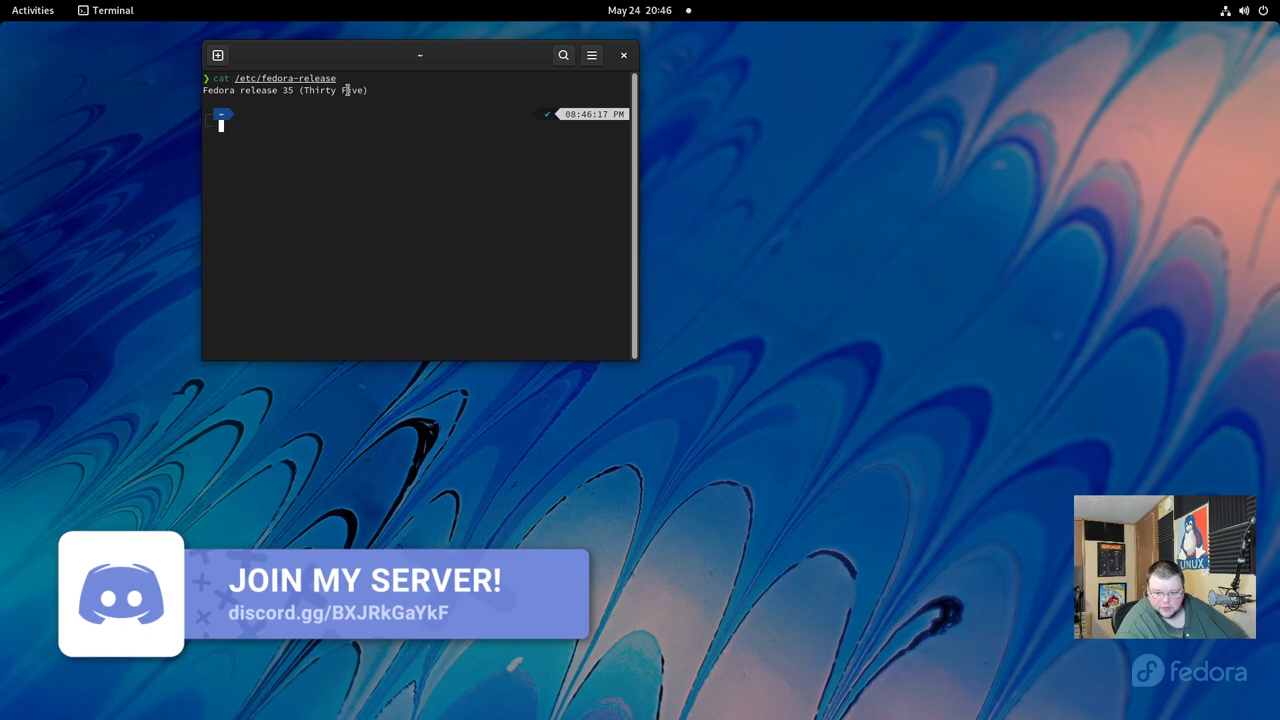 Activities
Terminal
May 24 20:46
~
❯ cat /etc/fedora-release
Fedora release 35 (Thirty Five)
~
✔ 08:46:17 PM
JOIN MY SERVER!
discord.gg/BXJRkGaYkF
LINUX
fedora